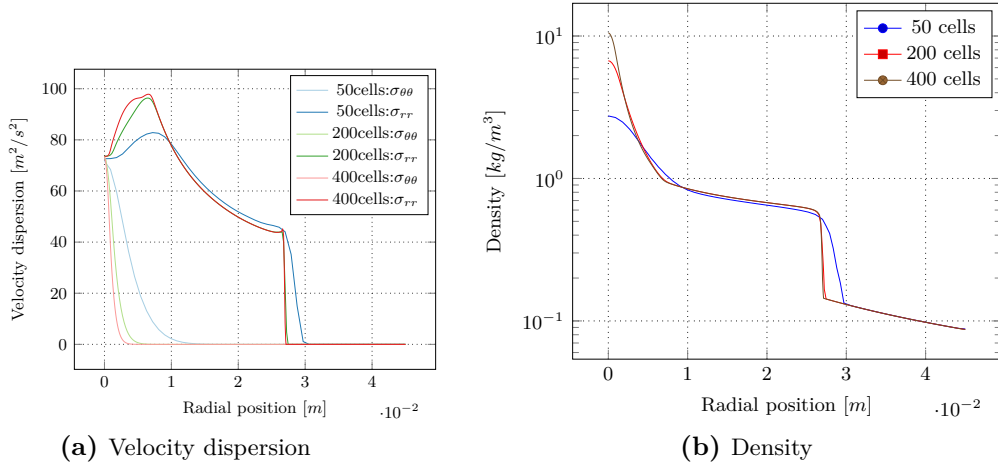 100
80
60
40
20
0
Velocity dispersion [m²/s²]
50cells:σθθ
50cells:σrr
200cells:σθθ
200cells:σrr
400cells:σθθ
400cells:σrr
0 1 2 3 4
·10⁻²
Radial position [m]
(a) Velocity dispersion
10¹
10⁰
10⁻¹
Density [kg/m³]
50 cells
200 cells
400 cells
0 1 2 3 4
·10⁻²
Radial position [m]
(b) Density